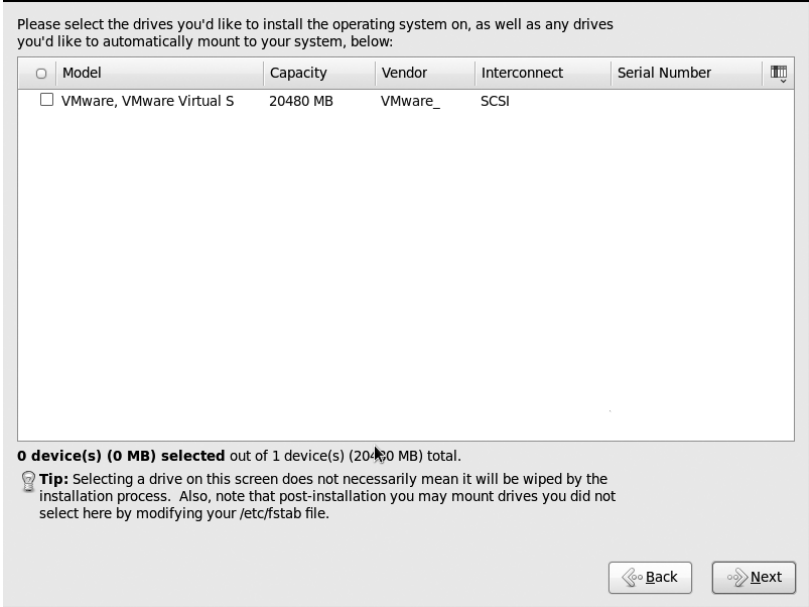 Please select the drives you'd like to install the operating system on, as well as any drives
you'd like to automatically mount to your system, below:
Model Capacity Vendor Interconnect Serial Number
VMware, VMware Virtual S 20480 MB VMware_ SCSI
0 device(s) (0 MB) selected out of 1 device(s) (20480 MB) total.
Tip: Selecting a drive on this screen does not necessarily mean it will be wiped by the
installation process.  Also, note that post-installation you may mount drives you did not
select here by modifying your /etc/fstab file.
Back Next